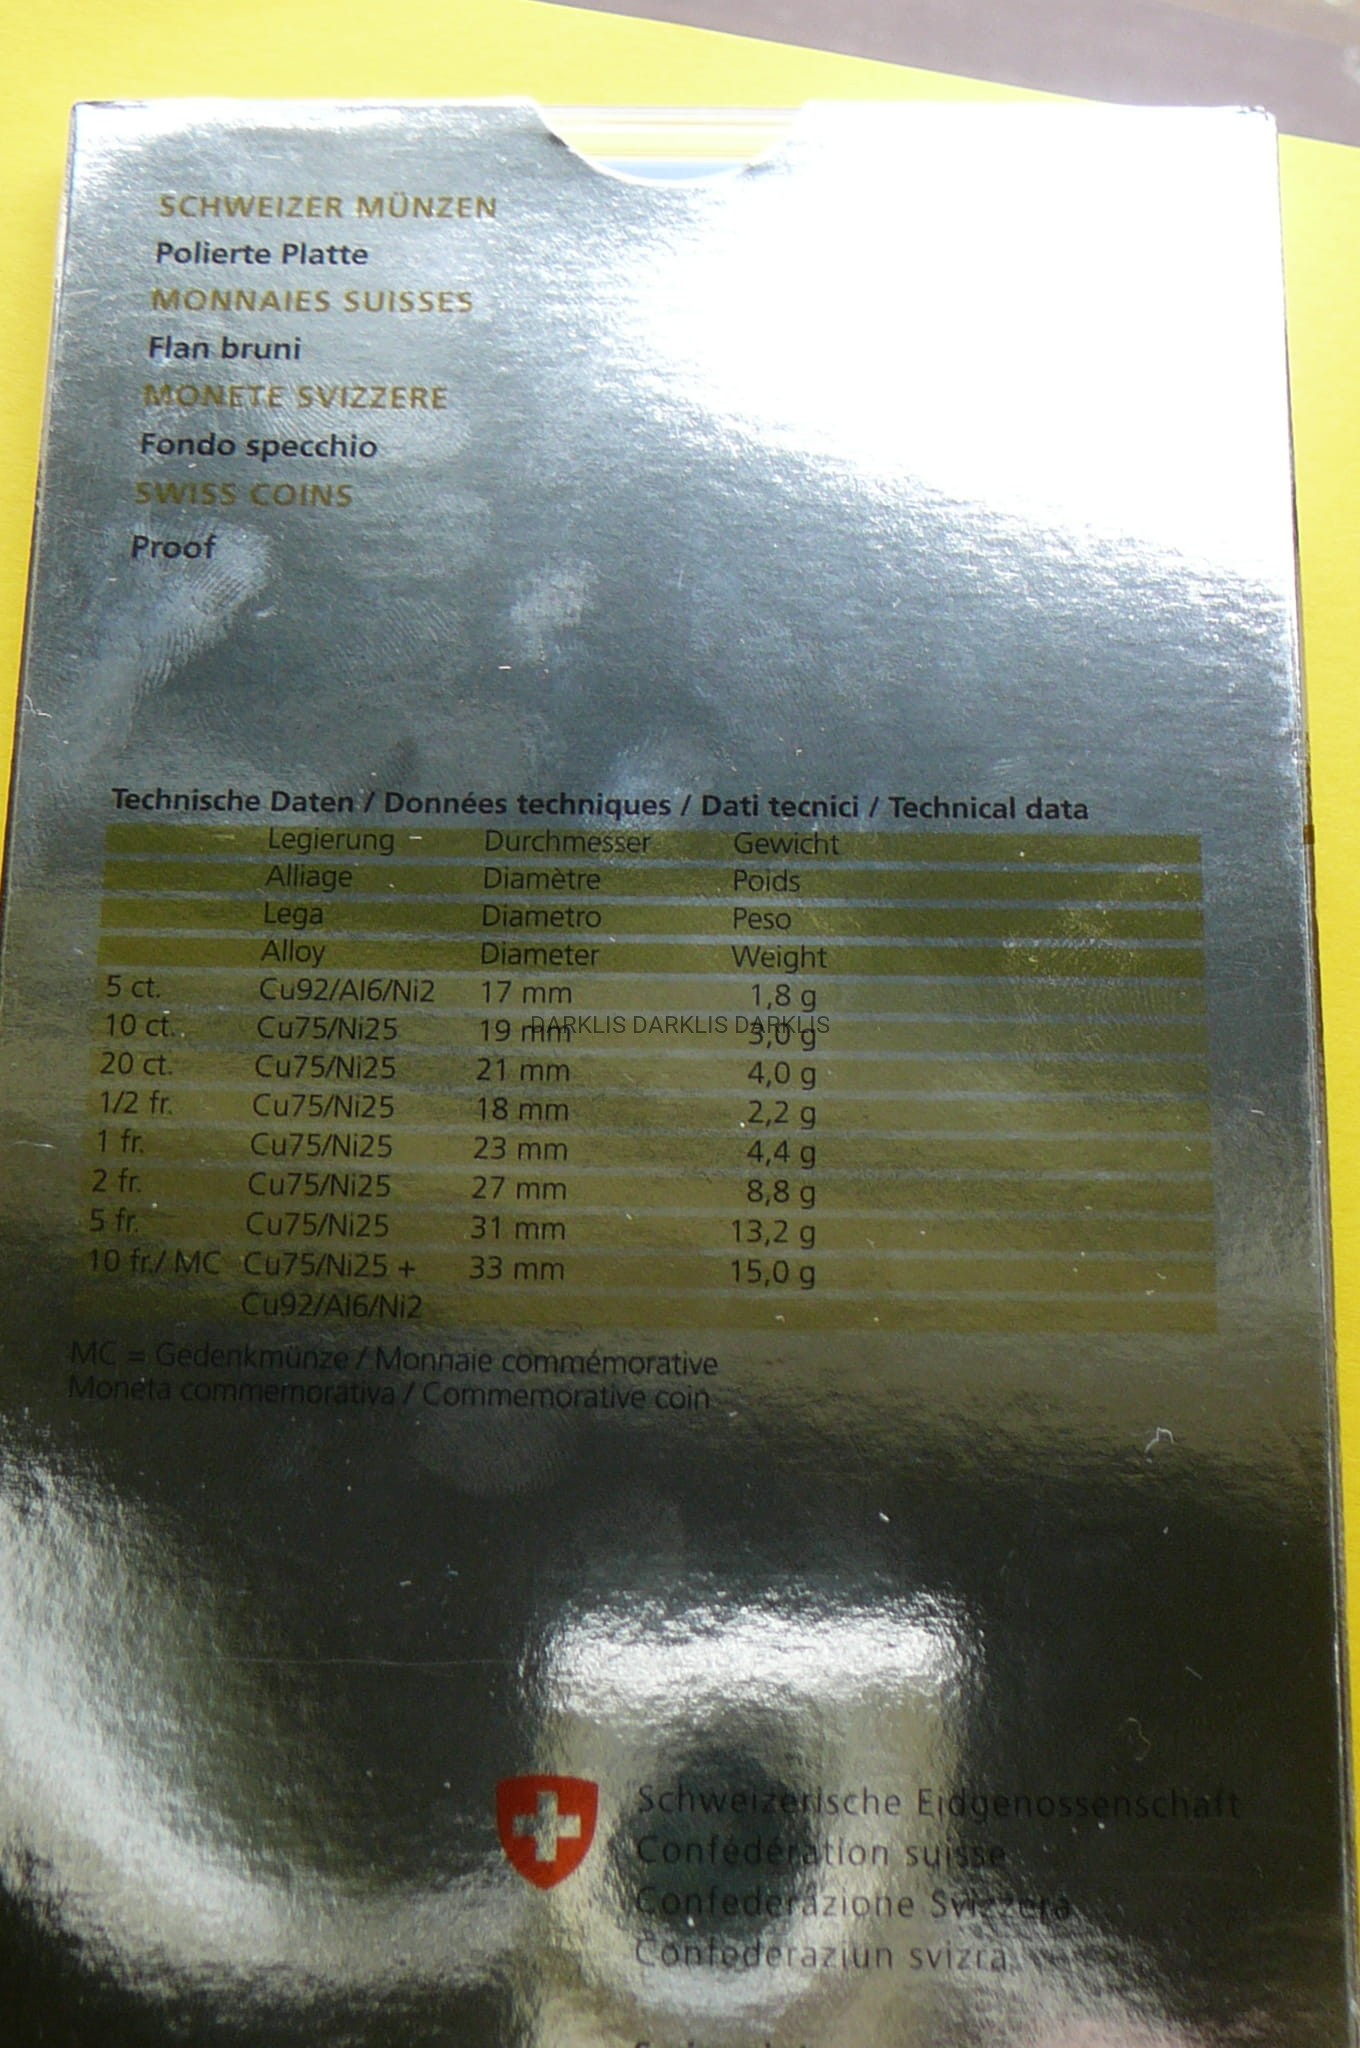 SCHWEIZER MÜNZEN
Polierte Platte
MONNAIES SUISSES
Flan bruni
MONETE SVIZZERE
Fondo specchio
SWISS COINS
Proof
Technische Daten / Données techniques / Dati tecnici / Technical data
Legierung Durchmesser Gewicht
Alliage Diamètre Poids
Lega Diametro Peso
Alloy Diameter Weight
5 ct. Cu92/Al6/Ni2 17 mm 1,8 g
10 ct. Cu75/Ni25 19 mm 3,0 g
DARKLIS DARKLIS DARKLIS
20 ct. Cu75/Ni25 21 mm 4,0 g
1/2 fr. Cu75/Ni25 18 mm 2,2 g
1 fr. Cu75/Ni25 23 mm 4,4 g
2 fr. Cu75/Ni25 27 mm 8,8 g
5 fr. Cu75/Ni25 31 mm 13,2 g
10 fr./ MC Cu75/Ni25 + 33 mm 15,0 g
Cu92/Al6/Ni2
MC = Gedenkmünze / Monnaie commémorative
Moneta commemorativa / Commemorative coin
Schweizerische Eidgenossenschaft
Confédération suisse
Confederazione Svizzera
Confederaziun svizra